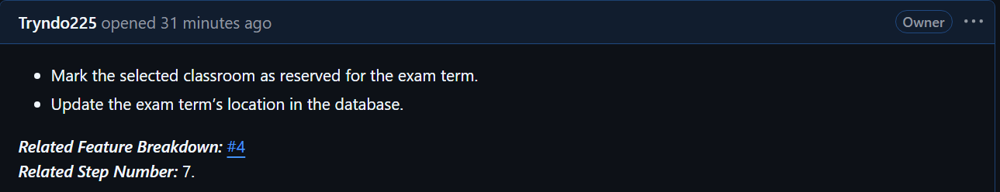 Tryndo225 opened 31 minutes ago Owner ...
• Mark the selected classroom as reserved for the exam term.
• Update the exam term’s location in the database.
Related Feature Breakdown: #4
Related Step Number: 7.